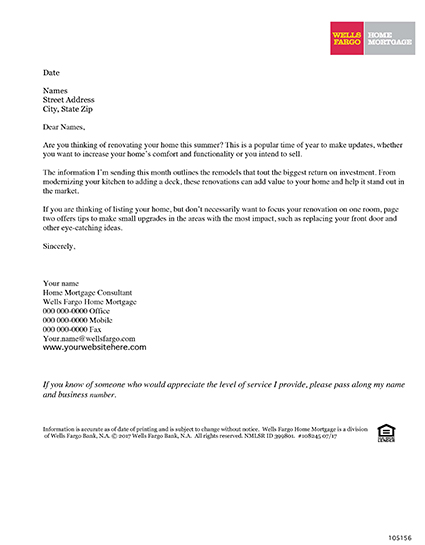 WELLS
FARGO
HOME
MORTGAGE
Date
Names
Street Address
City, State Zip
Dear Names,
Are you thinking of renovating your home this summer? This is a popular time of year to make updates, whether
you want to increase your home's comfort and functionality or you intend to sell.
The information I'm sending this month outlines the remodels that tout the biggest return on investment. From
modernizing your kitchen to adding a deck, these renovations can add value to your home and help it stand out in
the market.
If you are thinking of listing your home, but don't necessarily want to focus your renovation on one room, page
two offers tips to make small upgrades in the areas with the most impact, such as replacing your front door and
other eye-catching ideas.
Sincerely,
Your name
Home Mortgage Consultant
Wells Fargo Home Mortgage
000 000-0000 Office
000 000-0000 Mobile
000 000-0000 Fax
Your.name@wellsfargo.com
www.yourwebsitehere.com
If you know of someone who would appreciate the level of service I provide, please pass along my name
and business number.
Information is accurate as of date of printing and is subject to change without notice. Wells Fargo Home Mortgage is a division
of Wells Fargo Bank, N.A. © 2017 Wells Fargo Bank, N.A. All rights reserved. NMLSR ID 399801. #108245 07/17
LENDER
105156